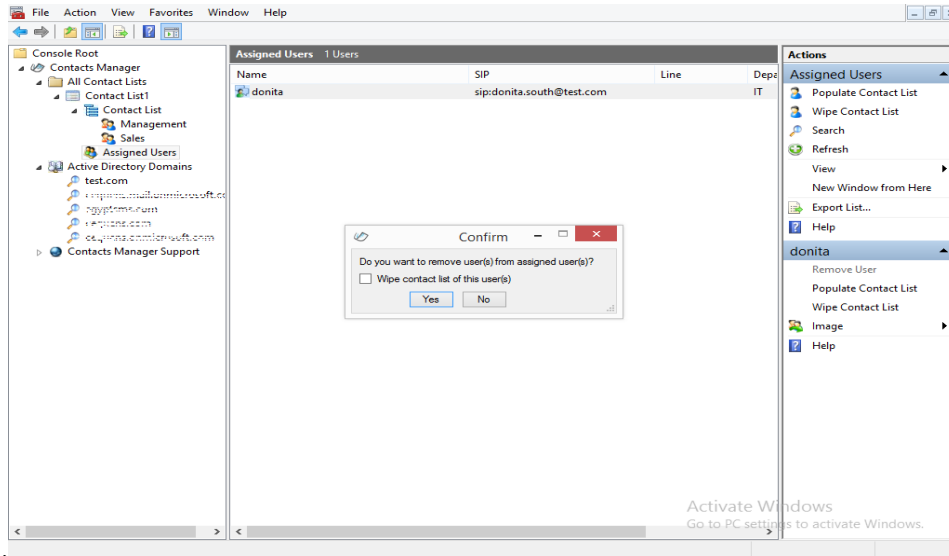 File Action View Favorites Window Help
Console Root
Contacts Manager
All Contact Lists
Contact List1
Contact List
Management
Sales
Assigned Users
Active Directory Domains
test.com
Contacts Manager Support
Assigned Users 1 Users
Name SIP Line Depa
donita sip:donita.south@test.com IT
Confirm
Do you want to remove user(s) from assigned user(s)?
Wipe contact list of this user(s)
Yes No
Actions
Assigned Users
Populate Contact List
Wipe Contact List
Search
Refresh
View
New Window from Here
Export List...
Help
donita
Remove User
Populate Contact List
Wipe Contact List
Image
Help
Activate Windows
Go to PC settings to activate Windows.